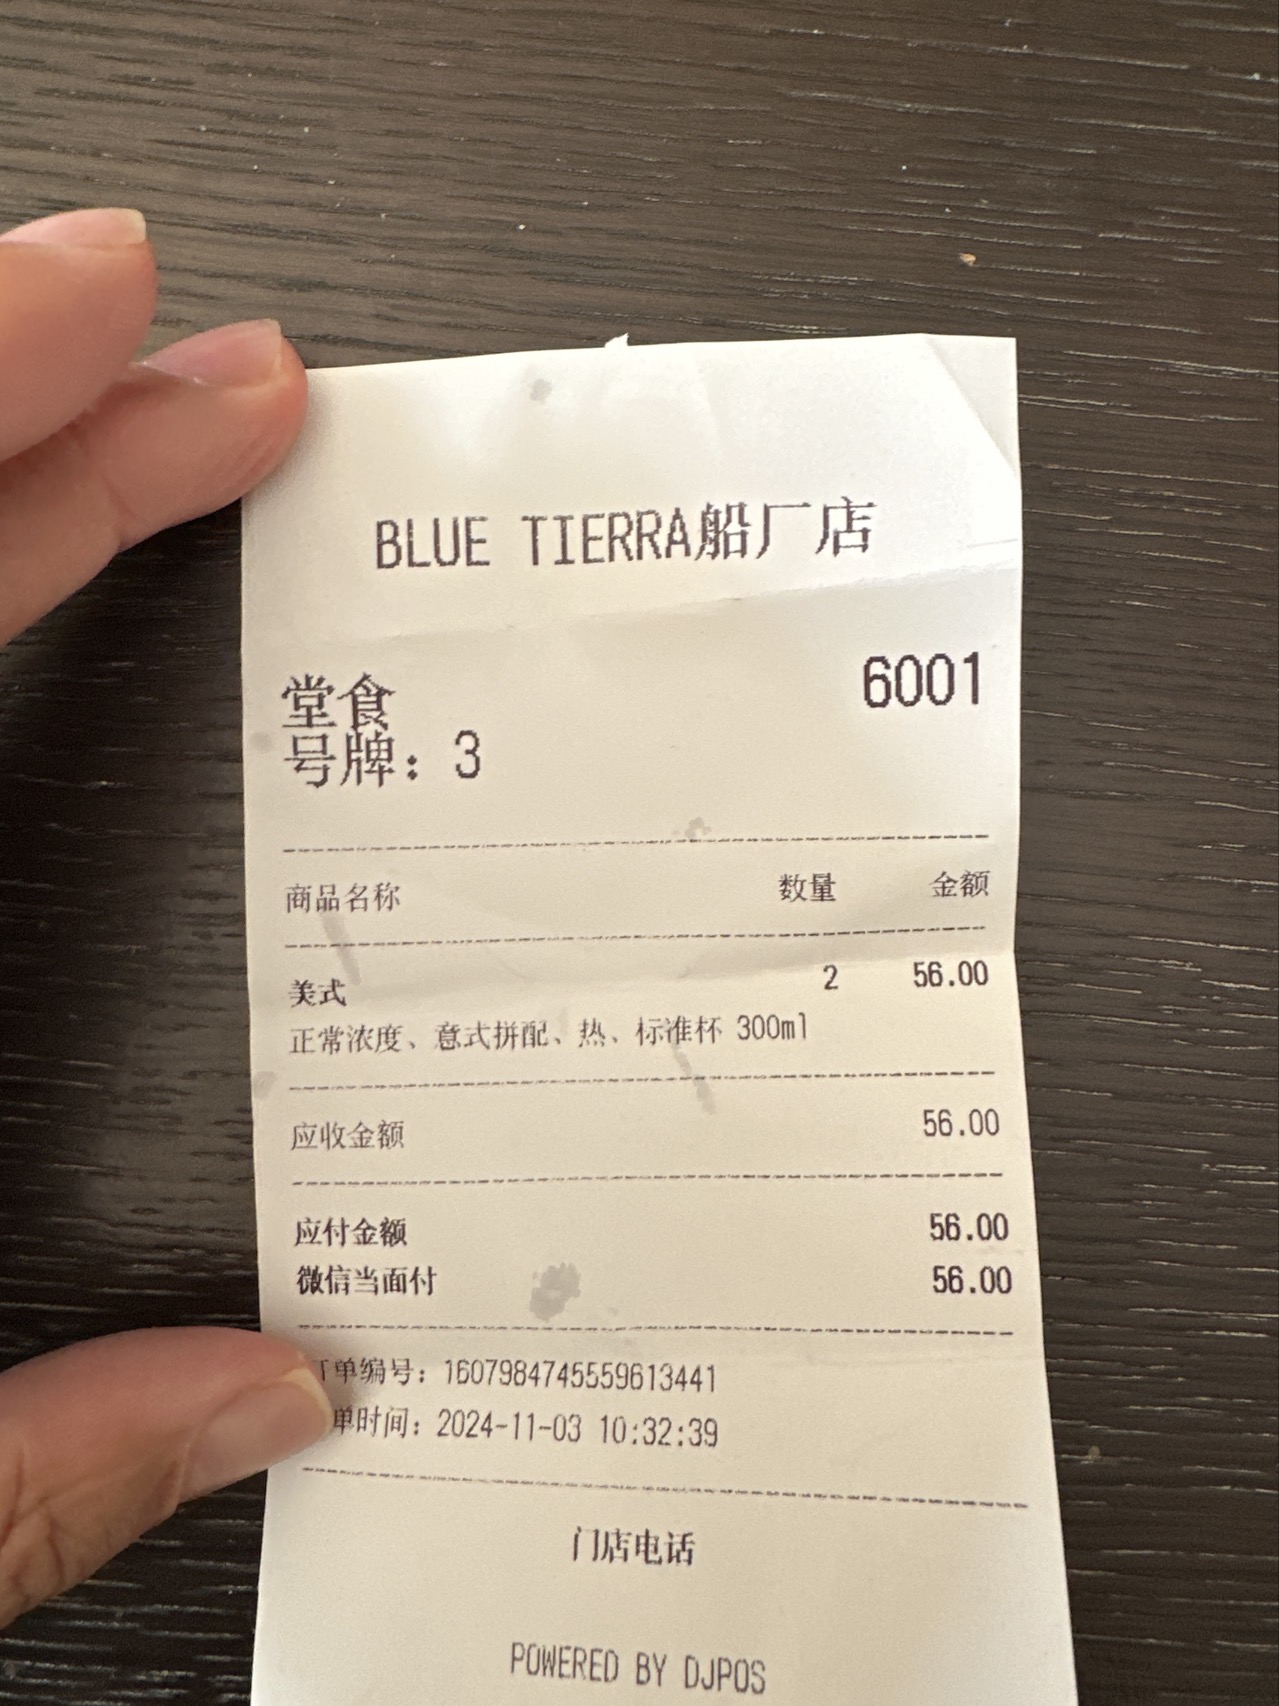 BLUE TIERRA船厂店
堂食 6001
号牌：3
商品名称 数量 金额
美式 2 56.00
正常浓度、意式拼配、热、标准杯 300ml
应收金额 56.00
应付金额 56.00
微信当面付 56.00
订单编号：1607984745559613441
单时间：2024-11-03 10:32:39
门店电话
POWERED BY DJPOS